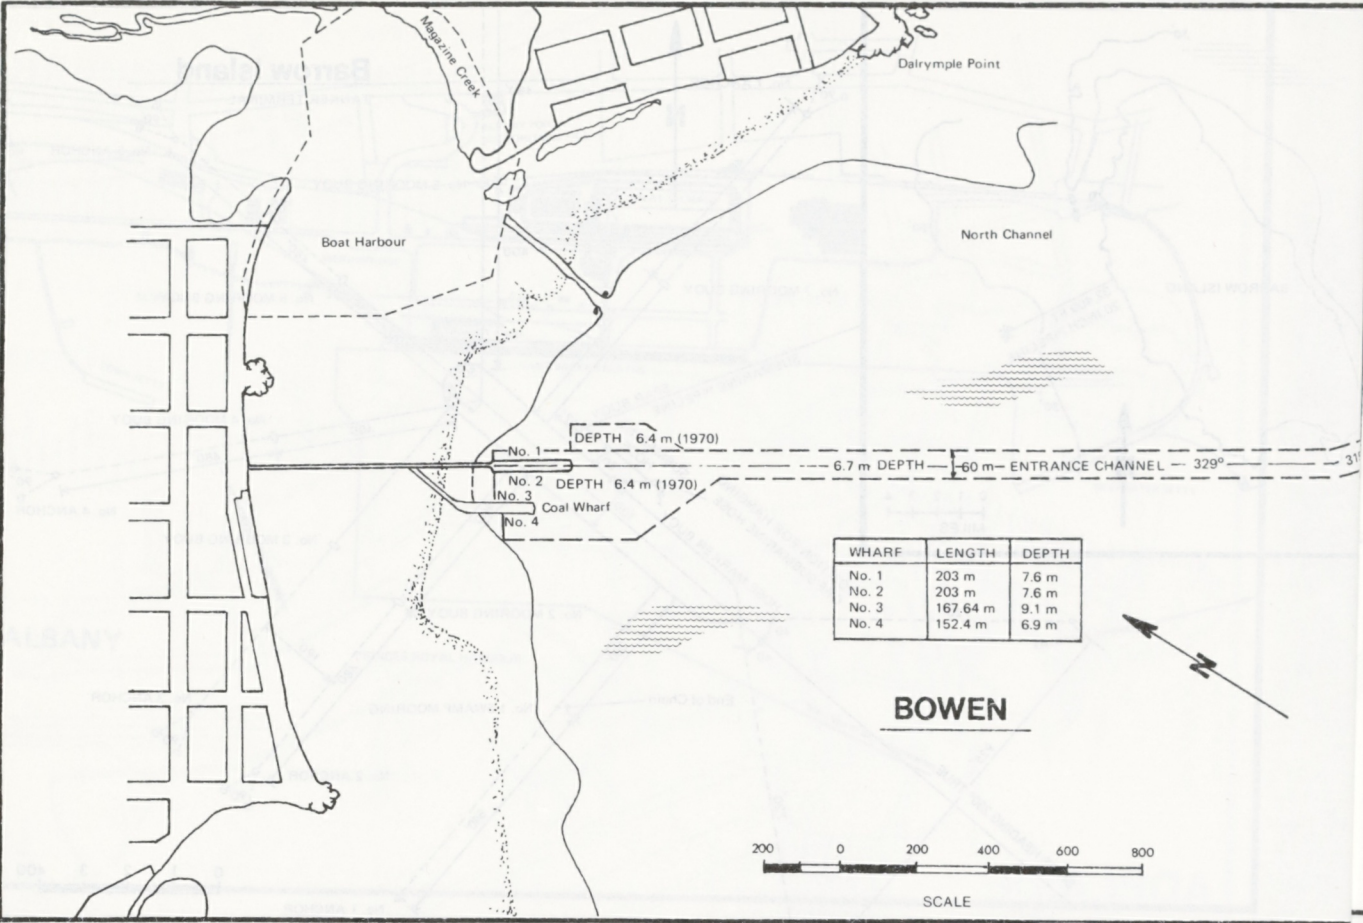 Magazine Creek
Dalrymple Point
Boat Harbour
North Channel
DEPTH 6.4 m (1970)
No. 1
6.7 m DEPTH 60 m ENTRANCE CHANNEL 329°
No. 2 DEPTH 6.4 m (1970)
No. 3
Coal Wharf
No. 4
WHARF LENGTH DEPTH
No. 1 203 m 7.6 m
No. 2 203 m 7.6 m
No. 3 167.64 m 9.1 m
No. 4 152.4 m 6.9 m
N
BOWEN
200 0 200 400 600 800
SCALE